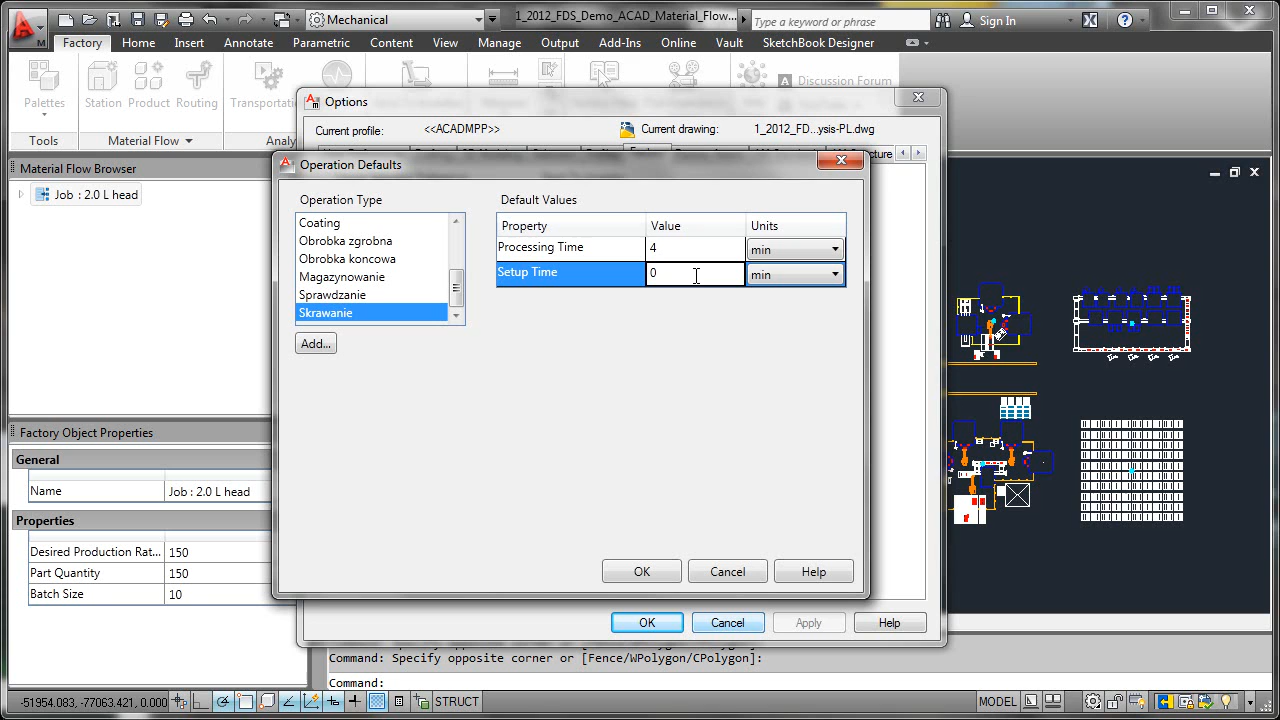 Mechanical
1_2012_FDS_Demo_ACAD_Material_Flow...
Type a keyword or phrase
Sign In
Factory Home Insert Annotate Parametric Content View Manage Output Add-Ins Online Vault SketchBook Designer
Palettes Station Product Routing Transportati
Discussion Forum
Tools Material Flow Analy
Options
Current profile: <<ACADMPP>> Current drawing: 1_2012_FD...ysis-PL.dwg
Material Flow Browser
Job : 2.0 L head
Operation Defaults
Operation Type
Coating
Obrobka zgrobna
Obrobka koncowa
Magazynowanie
Sprawdzanie
Skrawanie
Add...
Default Values
Property Value Units
Processing Time 4 min
Setup Time 0 min
OK Cancel Help
Factory Object Properties
General
Name Job : 2.0 L head
Properties
Desired Production Rat... 150
Part Quantity 150
Batch Size 10
OK Cancel Apply Help
Command: Specify opposite corner or [Fence/WPolygon/CPolygon]:
Command:
-51954.083, -77063.421, 0.000
STRUCT
MODEL